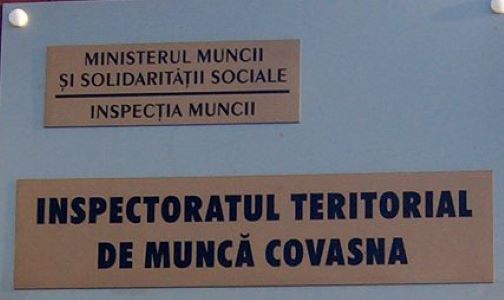 MINISTERUL MUNCII
ȘI SOLIDARITĂȚII SOCIALE
INSPECȚIA MUNCII
INSPECTORATUL TERITORIAL
DE MUNCĂ COVASNA